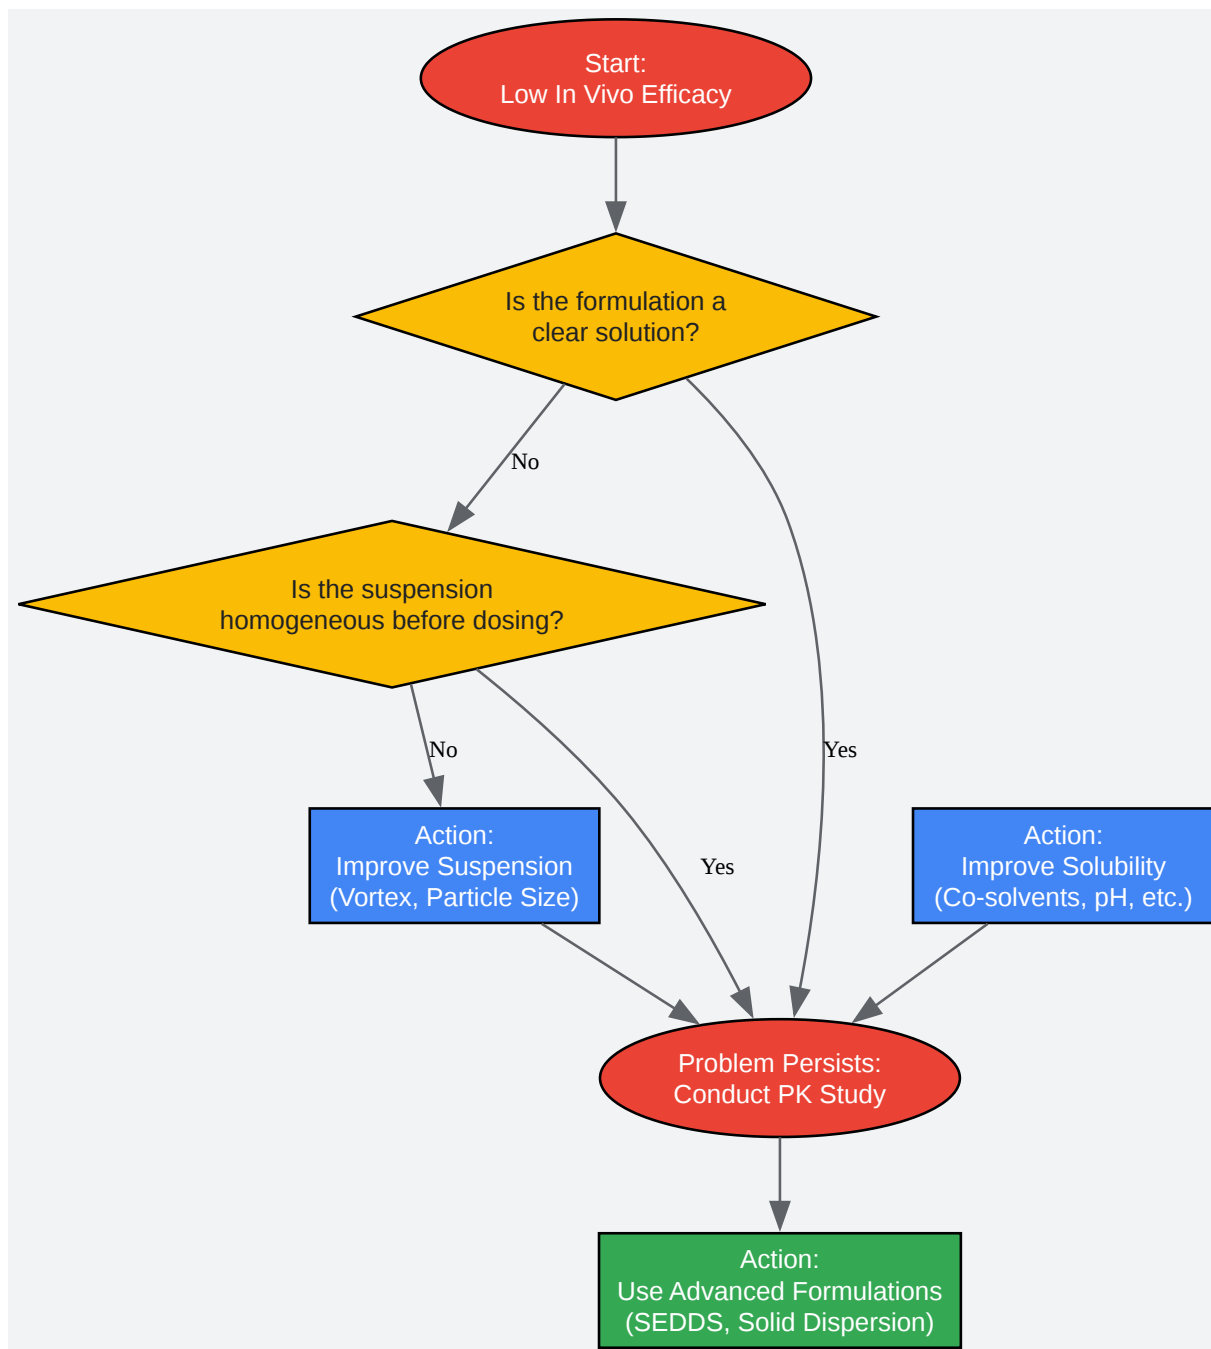 Start:
Low In Vivo Efficacy
Is the formulation a
clear solution?
No
Is the suspension
homogeneous before dosing?
No
Yes
Action:
Improve Suspension
(Vortex, Particle Size)
Yes
Action:
Improve Solubility
(Co-solvents, pH, etc.)
Problem Persists:
Conduct PK Study
Action:
Use Advanced Formulations
(SEDDS, Solid Dispersion)